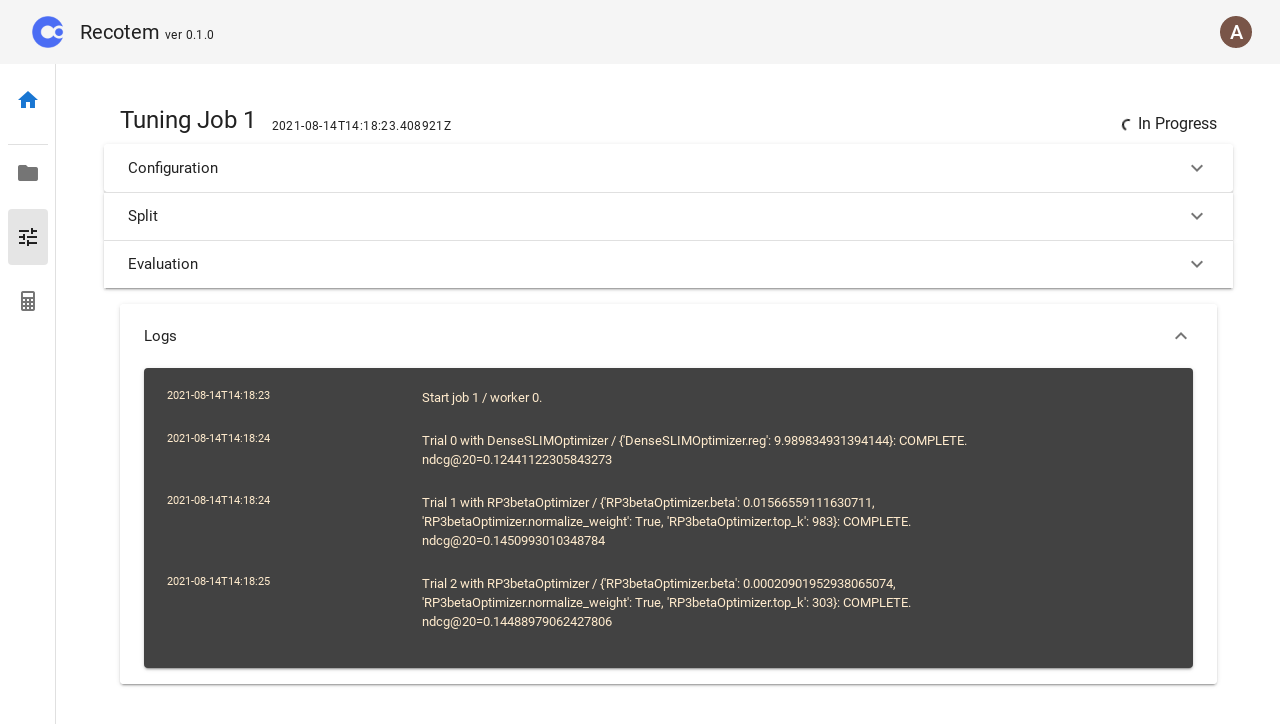 Recotem ver 0.1.0
A
Tuning Job 1 2021-08-14T14:18:23.408921Z
In Progress
Configuration
Split
Evaluation
Logs
2021-08-14T14:18:23 Start job 1 / worker 0.
2021-08-14T14:18:24 Trial 0 with DenseSLIMOptimizer / {'DenseSLIMOptimizer.reg': 9.989834931394144}: COMPLETE.
ndcg@20=0.12441122305843273
2021-08-14T14:18:24 Trial 1 with RP3betaOptimizer / {'RP3betaOptimizer.beta': 0.01566559111630711,
'RP3betaOptimizer.normalize_weight': True, 'RP3betaOptimizer.top_k': 983}: COMPLETE.
ndcg@20=0.1450993010348784
2021-08-14T14:18:25 Trial 2 with RP3betaOptimizer / {'RP3betaOptimizer.beta': 0.00020901952938065074,
'RP3betaOptimizer.normalize_weight': True, 'RP3betaOptimizer.top_k': 303}: COMPLETE.
ndcg@20=0.14488979062427806